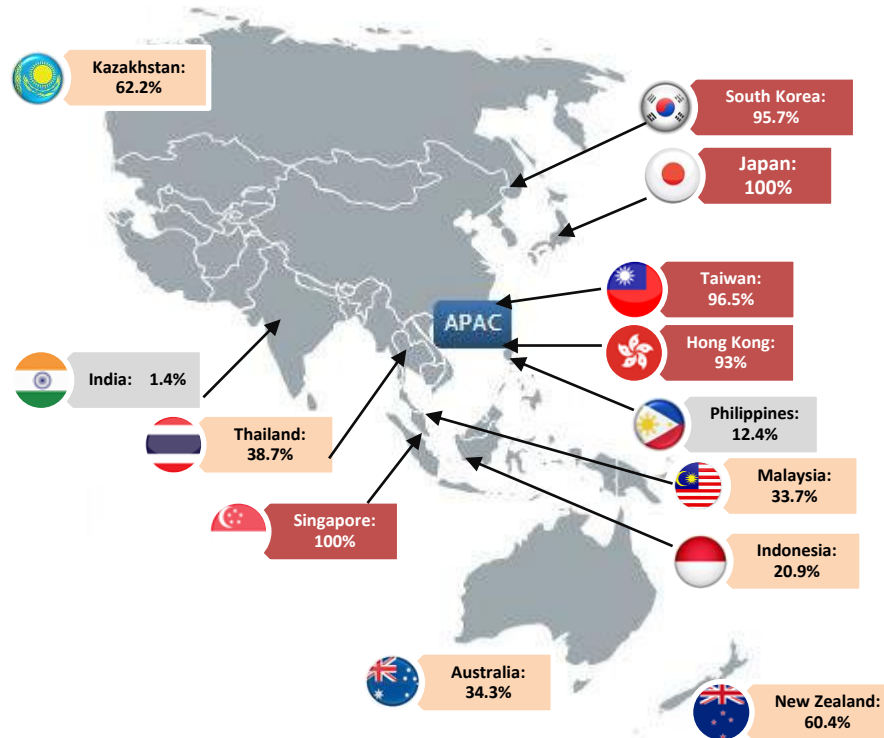 Kazakhstan:
62.2%
South Korea:
95.7%
Japan:
100%
Taiwan:
96.5%
APAC
Hong Kong:
93%
India: 1.4%
Philippines:
12.4%
Thailand:
38.7%
Malaysia:
33.7%
Singapore:
100%
Indonesia:
20.9%
Australia:
34.3%
New Zealand:
60.4%